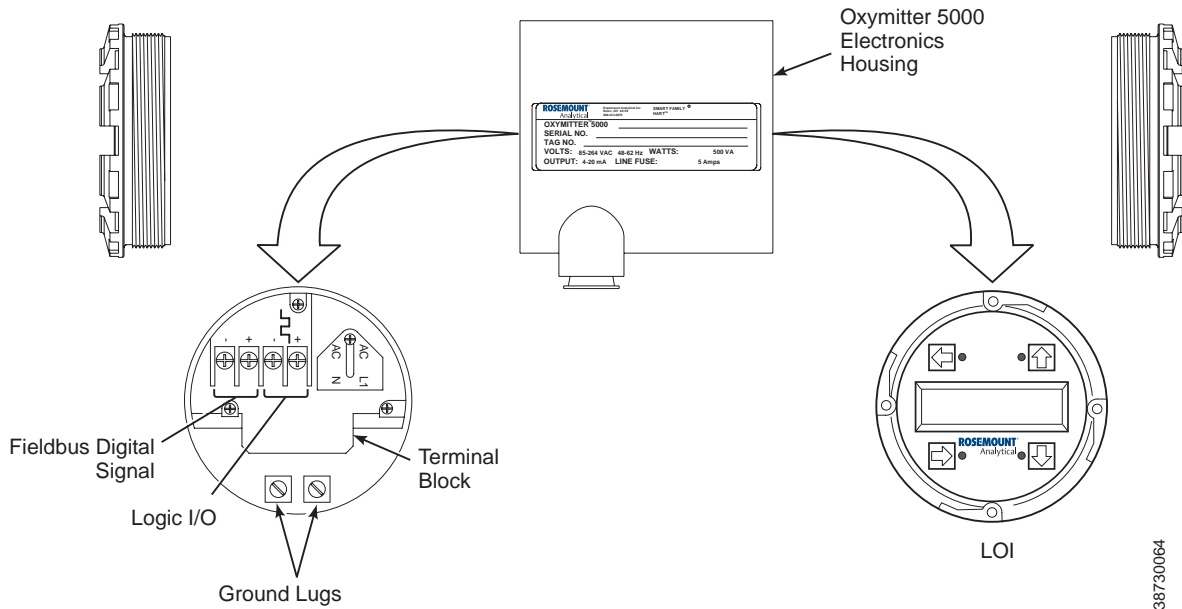 Oxymitter 5000
Electronics
Housing
ROSEMOUNT
Analytical
SMART FAMILY
HART™
OXYMITTER 5000
SERIAL NO.
TAG NO.
VOLTS: 85-264 VAC 48-62 Hz WATTS: 500 VA
OUTPUT: 4-20 mA LINE FUSE: 5 Amps
- + - +
AC N
AC L1
Fieldbus Digital
Signal
Logic I/O
Terminal
Block
Ground Lugs
ROSEMOUNT
Analytical
LOI
38730064